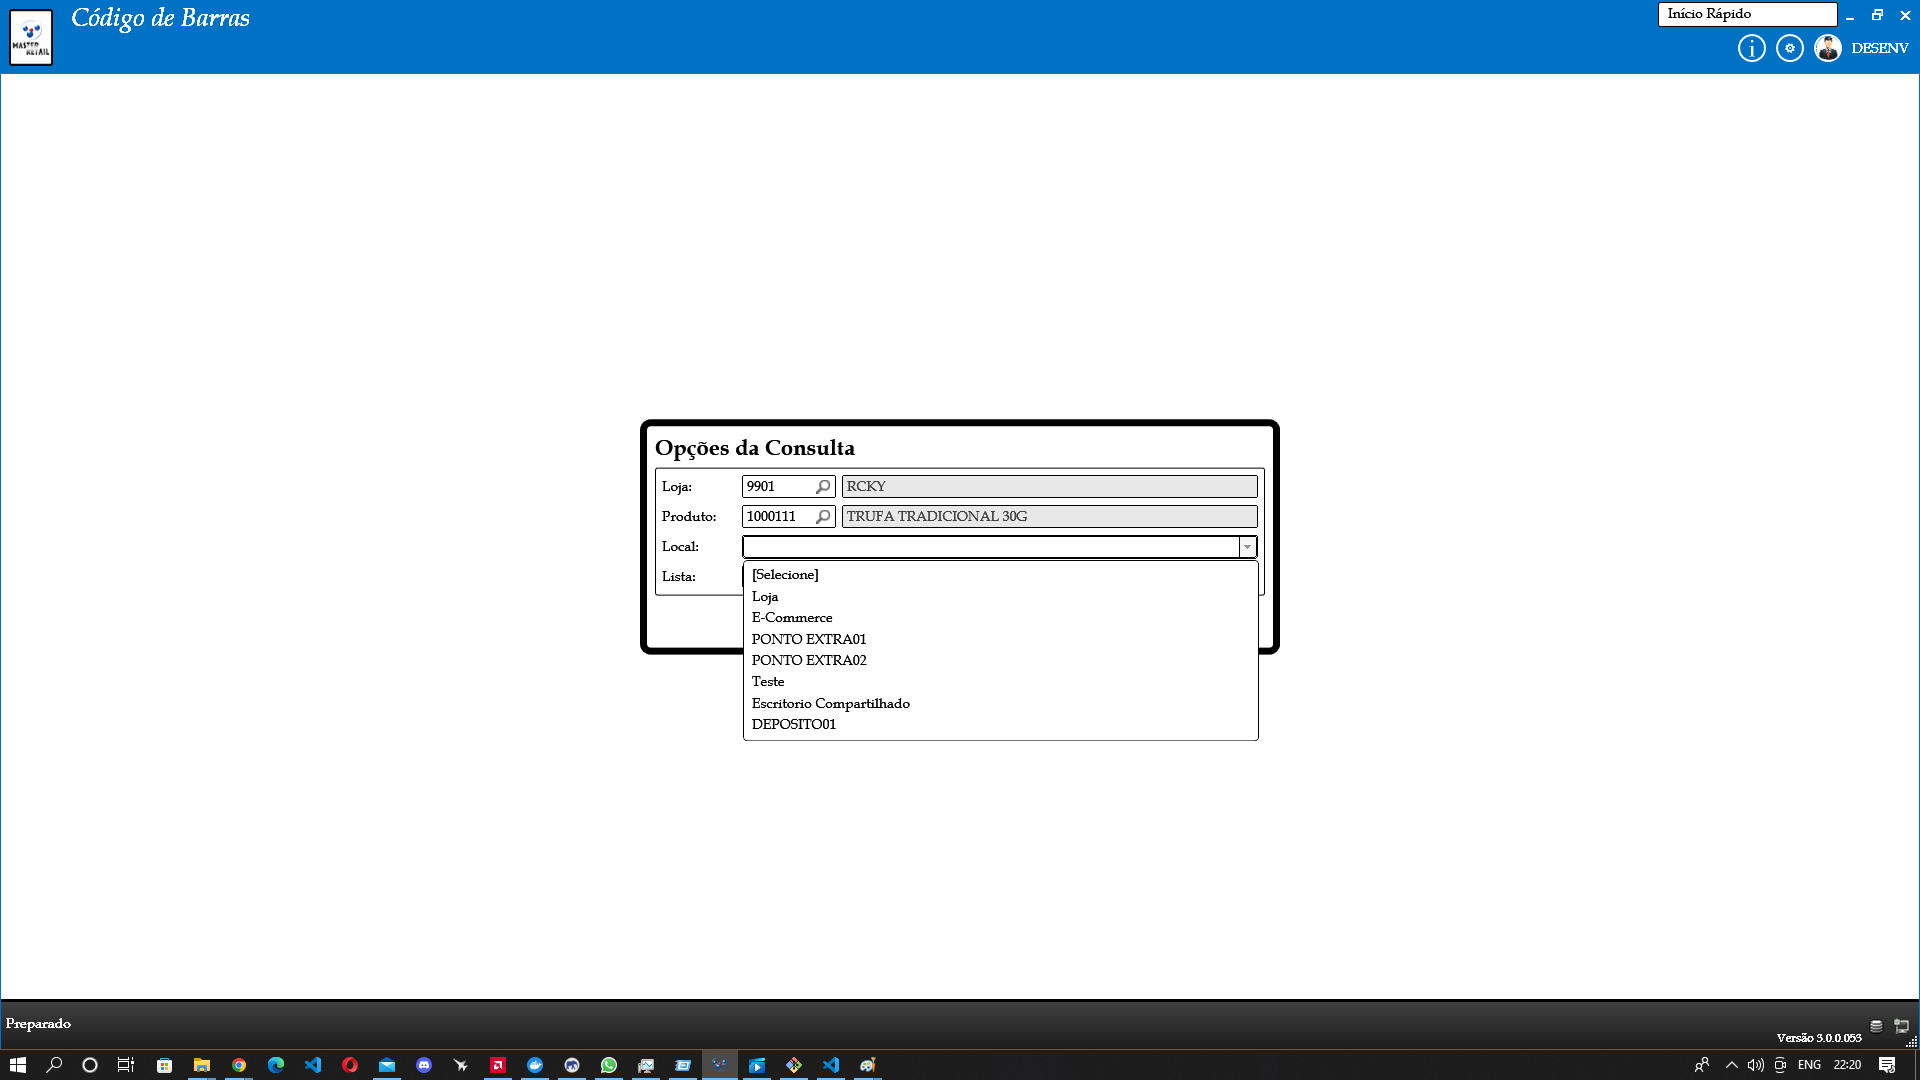 Código de Barras
Início Rápido
MASTER
RETAIL
DESENV
Opções da Consulta
Loja: 9901 RCKY
Produto: 1000111 TRUFA TRADICIONAL 30G
Local:
Lista:
[Selecione]
Loja
E-Commerce
PONTO EXTRA01
PONTO EXTRA02
Teste
Escritorio Compartilhado
DEPOSITO01
Preparado
Versão 3.0.0.053
ENG 22:20